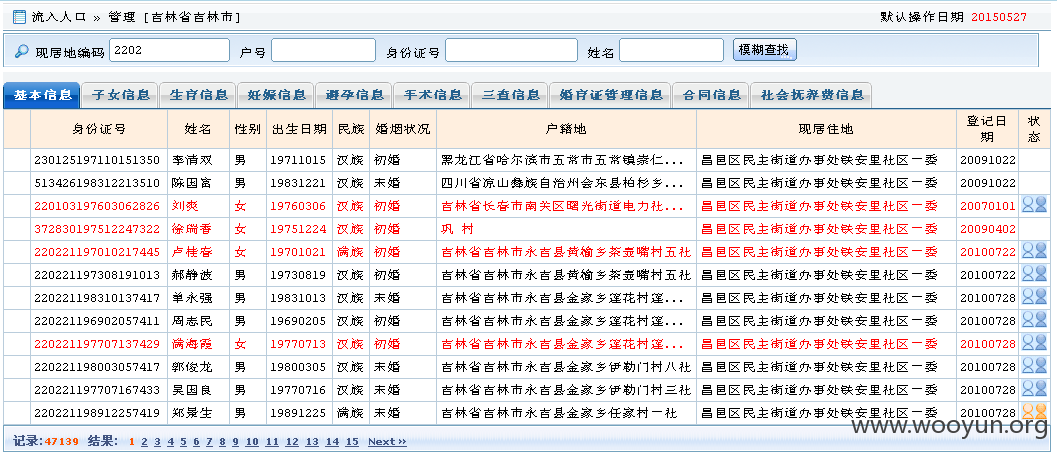 流入人口 » 管理 [吉林省吉林市] 默认操作日期 20150527
现居地编码 2202 户号 身份证号 姓名 模糊查找
基本信息 子女信息 生育信息 妊娠信息 避孕信息 手术信息 三查信息 婚育证管理信息 合同信息 社会抚养费信息
身份证号 姓名 性别 出生日期 民族 婚姻状况 户籍地 现居住地 登记日期 状态
230125197110151350 李清双 男 19711015 汉族 初婚 黑龙江省哈尔滨市五常市五常镇崇仁... 昌邑区民主街道办事处铁安里社区一委 20091022
513426198312213510 陈国富 男 19831221 汉族 未婚 四川省凉山彝族自治州会东县柏杉乡... 昌邑区民主街道办事处铁安里社区一委 20091022
220103197603062826 刘爽 女 19760306 汉族 初婚 吉林省长春市南关区曙光街道电力社... 昌邑区民主街道办事处铁安里社区一委 20070101
372830197512247322 徐瑞香 女 19751224 汉族 初婚 巩 村 昌邑区民主街道办事处铁安里社区一委 20090402
220221197010217445 卢桂春 女 19701021 满族 初婚 吉林省吉林市永吉县黄榆乡茶壶嘴村五社 昌邑区民主街道办事处铁安里社区一委 20100722
220221197308191013 郝静波 男 19730819 汉族 初婚 吉林省吉林市永吉县黄榆乡茶壶嘴村五社 昌邑区民主街道办事处铁安里社区一委 20100722
220221198310137417 单永强 男 19831013 汉族 未婚 吉林省吉林市永吉县金家乡莲花村莲... 昌邑区民主街道办事处铁安里社区一委 20100728
220221196902057411 周志民 男 19690205 汉族 初婚 吉林省吉林市永吉县金家乡莲花村莲... 昌邑区民主街道办事处铁安里社区一委 20100728
220221197707137429 满海霞 女 19770713 汉族 初婚 吉林省吉林市永吉县金家乡莲花村莲... 昌邑区民主街道办事处铁安里社区一委 20100728
220221198003057417 郭俊龙 男 19800305 汉族 未婚 吉林省吉林市永吉县金家乡伊勒门村八社 昌邑区民主街道办事处铁安里社区一委 20100728
220221197707167433 吴国良 男 19770716 汉族 未婚 吉林省吉林市永吉县金家乡伊勒门村三社 昌邑区民主街道办事处铁安里社区一委 20100728
220221198912257419 郑景生 男 19891225 满族 未婚 吉林省吉林市永吉县金家乡任家村一社 昌邑区民主街道办事处铁安里社区一委 20100728
记录:47139 结果: 1 2 3 4 5 6 7 8 9 10 11 12 13 14 15 Next»
www.wooyun.org